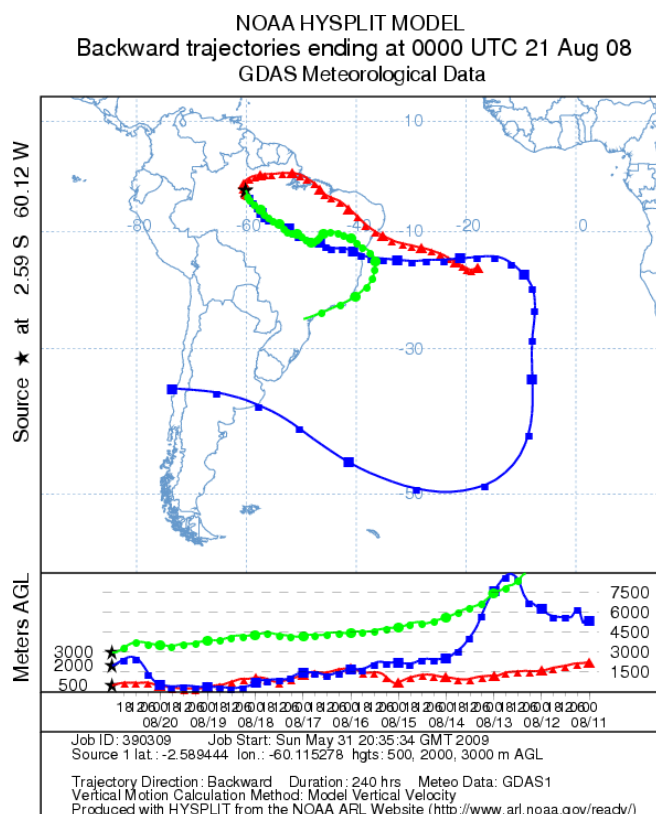 NOAA HYSPLIT MODEL
Backward trajectories ending at 0000 UTC 21 Aug 08
GDAS Meteorological Data
Source ★ at 2.59 S 60.12 W
10
-80
-60
-40
-20
0
-10
-30
-50
Meters AGL
3000
2000
500
7500
6000
4500
3000
1500
08/20 08/19 08/18 08/17 08/16 08/15 08/14 08/13 08/12 08/11
Job ID: 390309 Job Start: Sun May 31 20:35:34 GMT 2009
Source 1 lat.: -2.589444 lon.: -60.115278 hgts: 500, 2000, 3000 m AGL
Trajectory Direction: Backward Duration: 240 hrs Meteo Data: GDAS1
Vertical Motion Calculation Method: Model Vertical Velocity
Produced with HYSPLIT from the NOAA ARL Website (http://www.arl.noaa.gov/ready/)